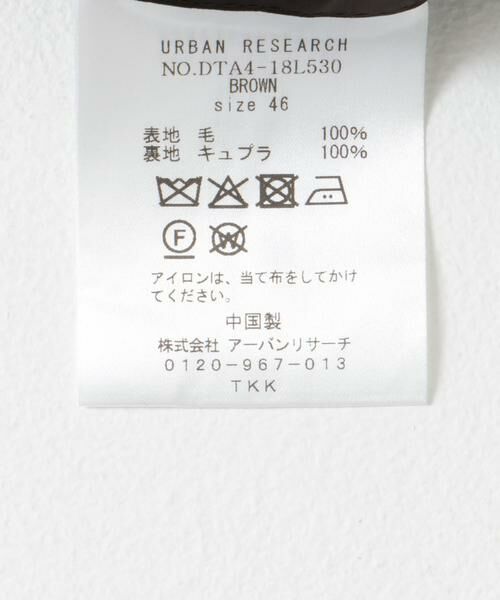 URBAN RESEARCH
NO.DTA4-18L530
BROWN
size 46
表地 毛 100%
裏地 キュプラ 100%
F W
アイロンは、当て布をしてかけ
てください。
中国製
株式会社 アーバンリサーチ
0120-967-013
TKK